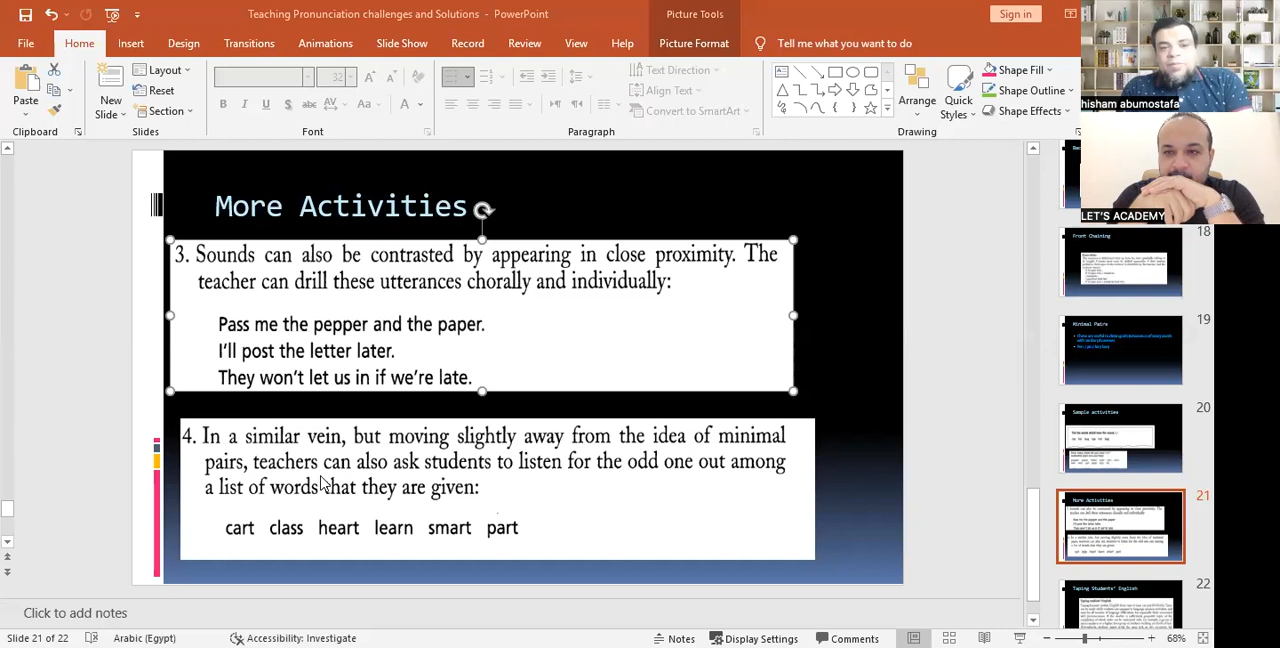 Teaching Pronunciation challenges and Solutions - PowerPoint
Picture Tools
Sign in
File Home Insert Design Transitions Animations Slide Show Record Review View Help Picture Format Tell me what you want to do
Paste
Clipboard
New Slide
Layout
Reset
Section
Slides
32
Font
Text Direction
Align Text
Convert to SmartArt
Paragraph
Arrange
Quick Styles
Shape Fill
Shape Outline
Shape Effects
Drawing
hisham abumostafa
LET'S ACADEMY
More Activities
3. Sounds can also be contrasted by appearing in close proximity. The
teacher can drill these utterances chorally and individually.
Pass me the pepper and the paper.
I'll post the letter later.
They won't let us in if we're late.
4. In a similar vein, but moving slightly away from the idea of minimal
pairs, teachers can ask students to listen for the odd one out among
a list of words that they are given:
cart class heart learn smart part
18
Front Chaining
19
Minimal Pairs
20
Sample activities
21
More Activities
22
Taping Students' English
Click to add notes
Slide 21 of 22
Arabic (Egypt)
Accessibility: Investigate
Notes
Display Settings
Comments
68%